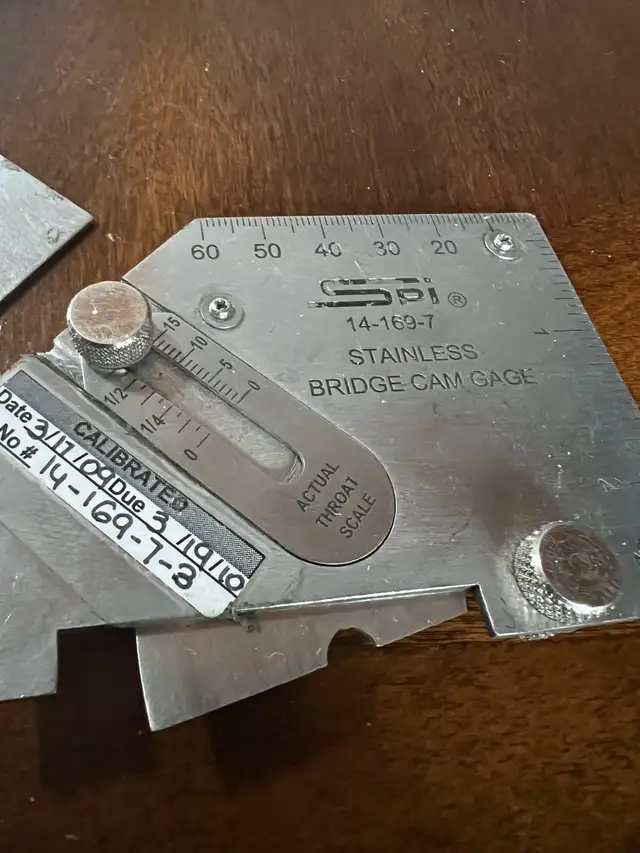 60 50 40 30 20
SPi ®
14-169-7
STAINLESS
BRIDGE CAM GAGE
15 10 5 0
1/2 1/4 0
ACTUAL
THROAT
SCALE
CALIBRATED
Date 3/17/09 Due 3/19/10
No # 14-169-7-3